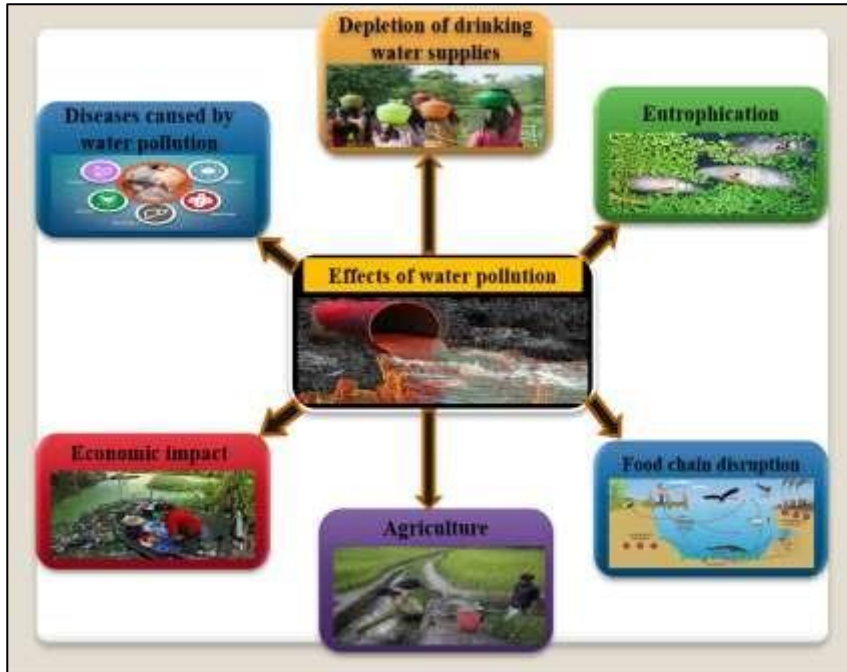 Depletion of drinking
water supplies
Diseases caused by
water pollution
Entrophication
Effects of water pollution
Economic impact
Food chain disruption
Agriculture